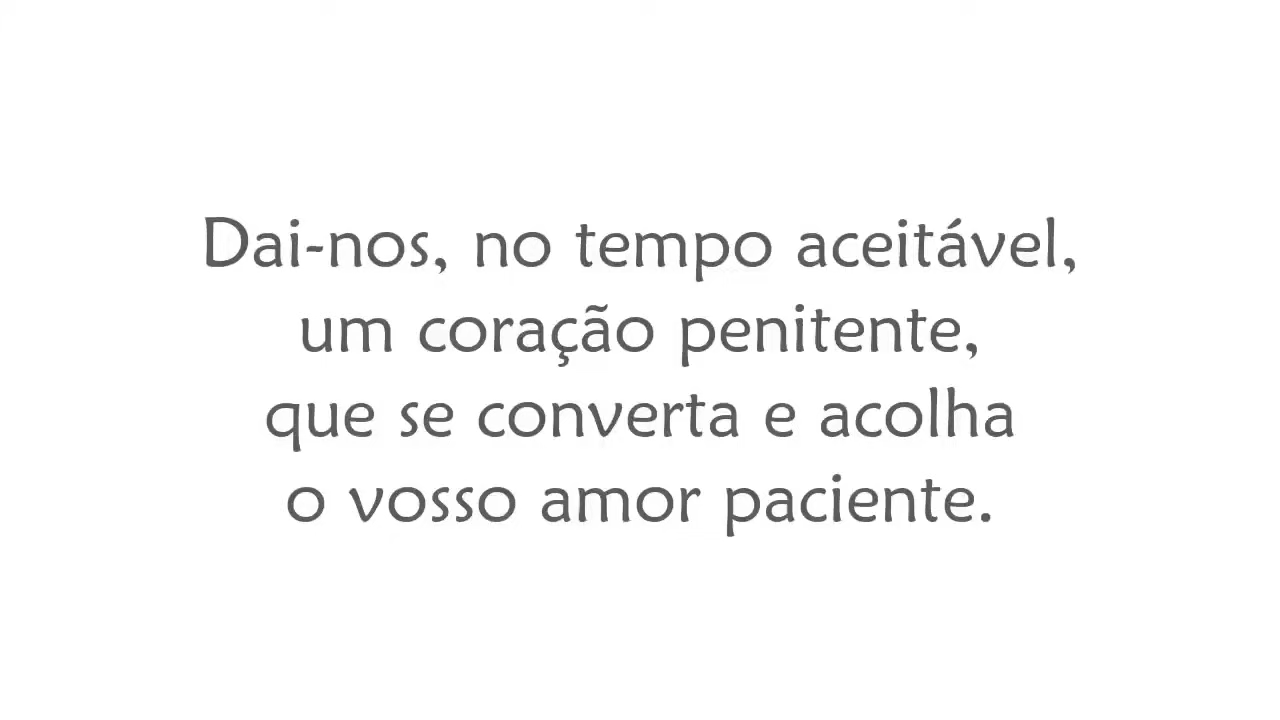 Dai-nos, no tempo aceitável,
um coração penitente,
que se converta e acolha
o vosso amor paciente.